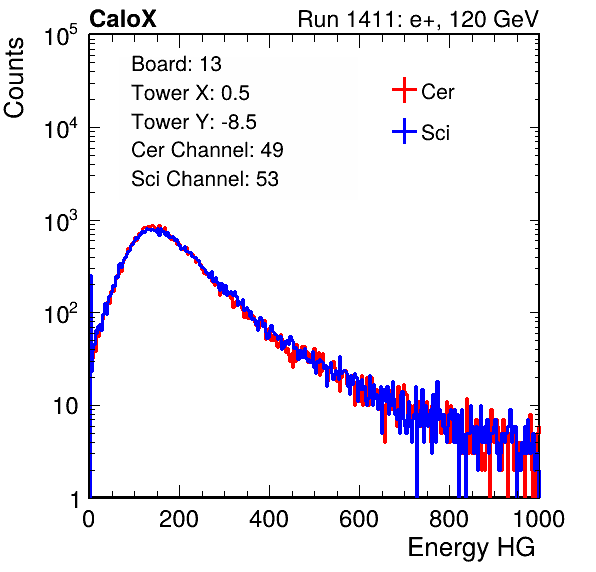 CaloX Run 1411: e+, 120 GeV
Counts
Board: 13
Tower X: 0.5
Tower Y: -8.5
Cer Channel: 49
Sci Channel: 53
Cer
Sci
10^5
10^4
10^3
10^2
10
1
0 200 400 600 800 1000
Energy HG